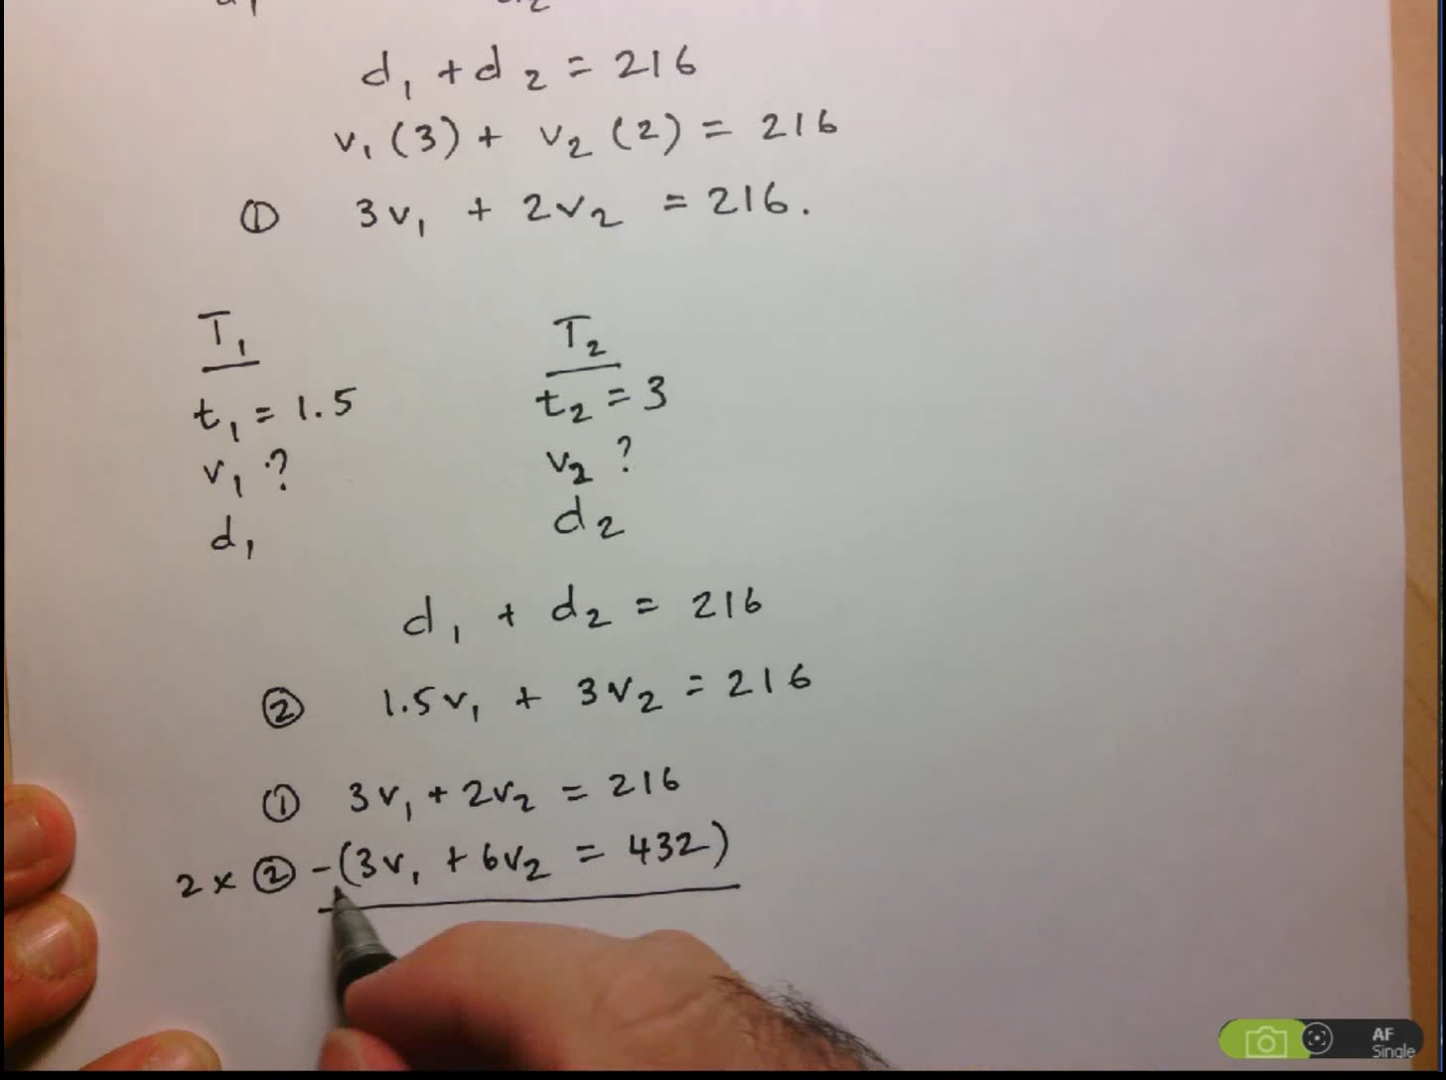 d₁ + d₂ = 216
v₁(3) + v₂(2) = 216
① 3v₁ + 2v₂ = 216.
T₁ T₂
t₁ = 1.5 t₂ = 3
v₁ ? v₂ ?
d₁ d₂
d₁ + d₂ = 216
② 1.5v₁ + 3v₂ = 216
① 3v₁ + 2v₂ = 216
2 × ② -(3v₁ + 6v₂ = 432)
AF
Single